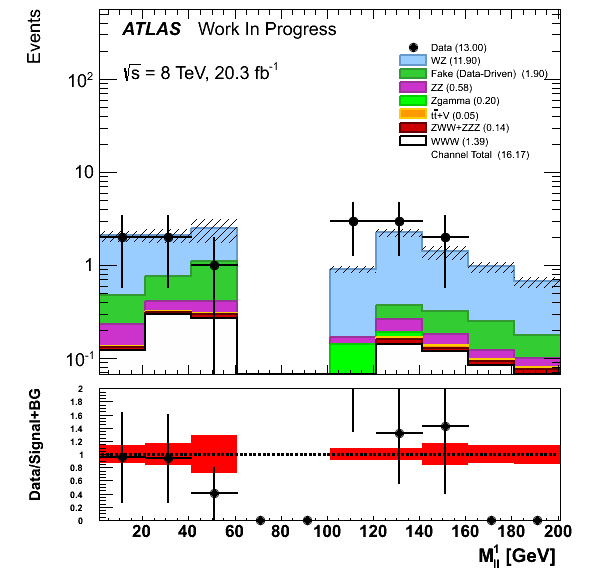 Events
ATLAS Work In Progress
√s = 8 TeV, 20.3 fb⁻¹
Data (13.00)
WZ (11.90)
Fake (Data-Driven) (1.90)
ZZ (0.58)
Zgamma (0.20)
tt̄+V (0.05)
ZWW+ZZZ (0.14)
WWW (1.39)
Channel Total (16.17)
10²
10
1
10⁻¹
Data/Signal+BG
2
1.8
1.6
1.4
1.2
1
0.8
0.6
0.4
0.2
0
20 40 60 80 100 120 140 160 180 200
M¹ll [GeV]